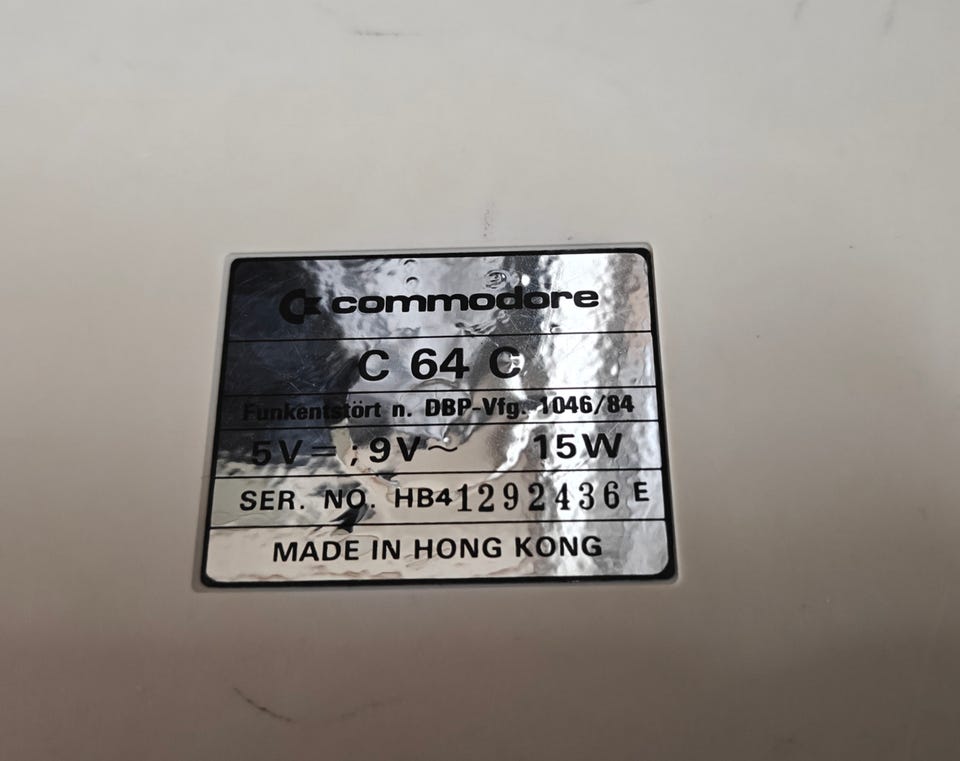 commodore
C 64 C
Funkentstört n. DBP-Vfg. 1046/84
5V⎓; 9V~ 15W
SER. NO. HB41292436E
MADE IN HONG KONG